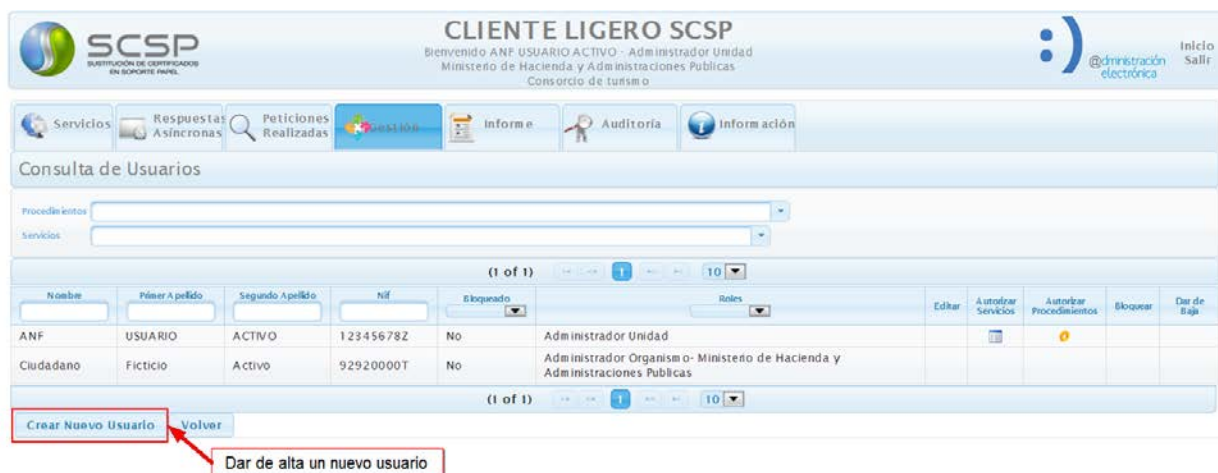 SCSP
SUSTITUCIÓN DE CERTIFICADOS
EN SOPORTE PAPEL
CLIENTE LIGERO SCSP
Bienvenido ANF USUARIO ACTIVO - Administrador Unidad
Ministerio de Hacienda y Administraciones Publicas
Consorcio de turismo
:)
@dministración
electrónica
Inicio
Salir
Servicios
Respuestas
Asíncronas
Peticiones
Realizadas
Gestión
Informe
Auditoría
Información
Consulta de Usuarios
Procedimientos
Servicios
(1 of 1) 1 10
Nombre Primer Apellido Segundo Apellido Nif Bloqueado Roles Editar Autorizar Servicios Autorizar Procedimientos Bloquear Dar de Baja
ANF USUARIO ACTIVO 12345678Z No Administrador Unidad
Ciudadano Ficticio Activo 92920000T No Administrador Organismo- Ministerio de Hacienda y
Administraciones Publicas
(1 of 1) 1 10
Crear Nuevo Usuario Volver
Dar de alta un nuevo usuario